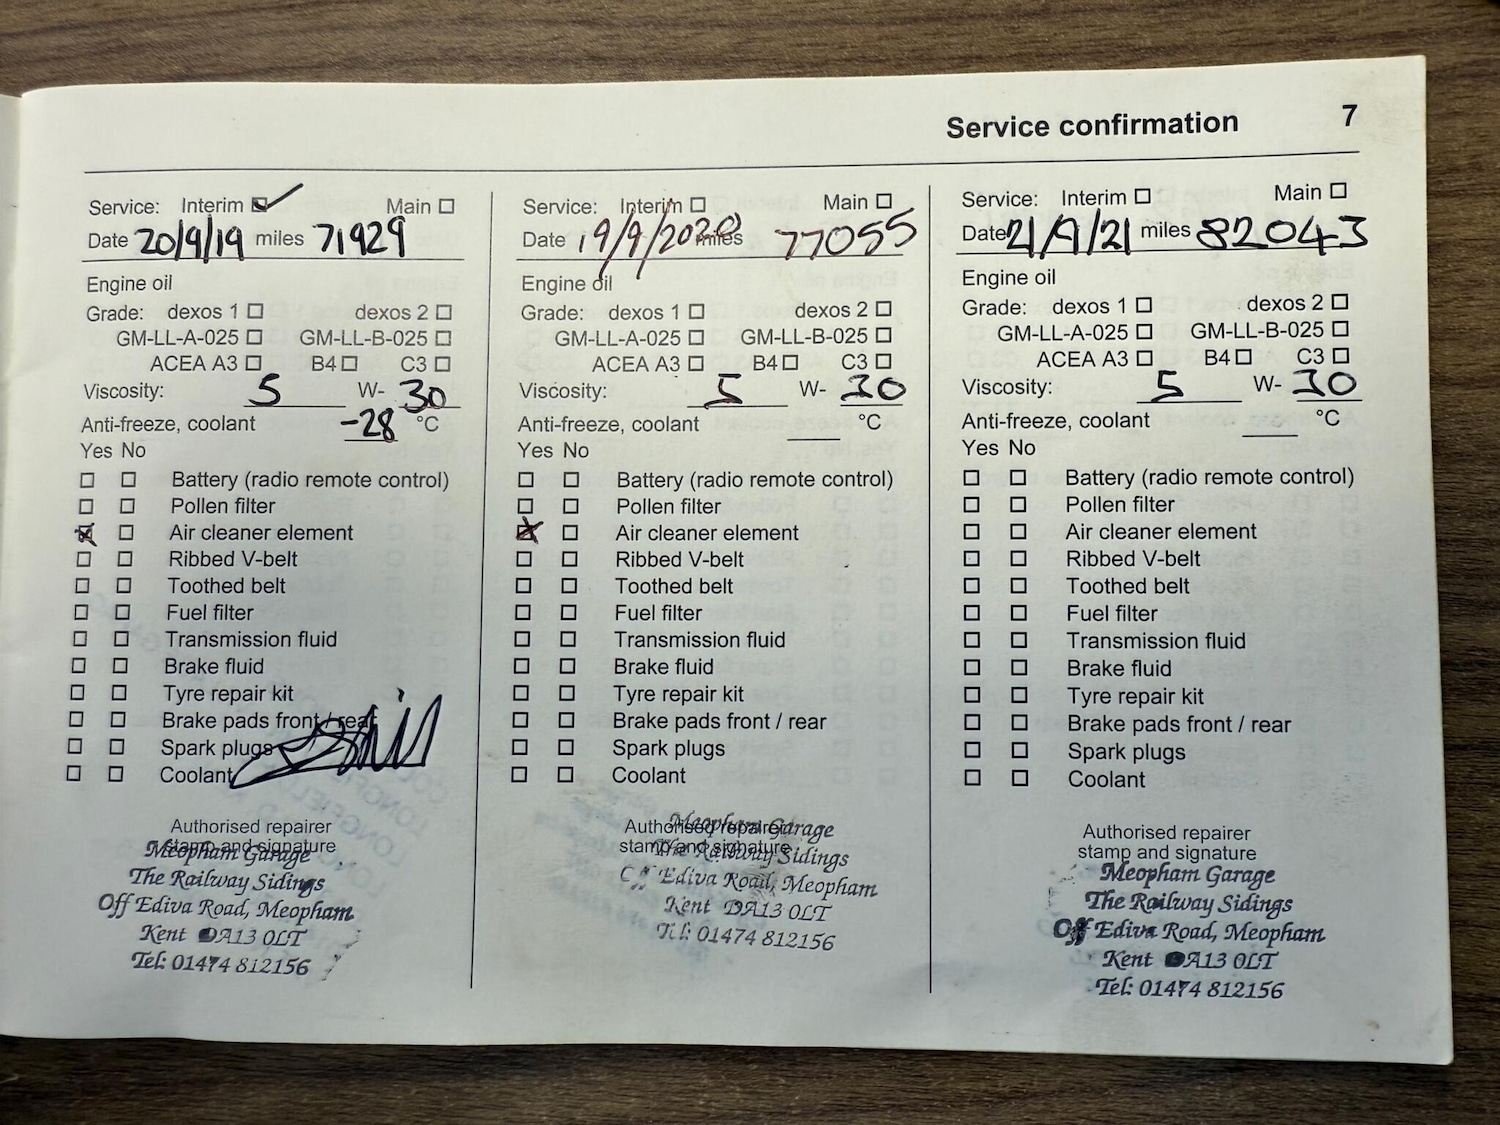 Service confirmation 7
Service: Interim ☑ Main ☐
Date 20/9/19 miles 71929
Engine oil
Grade: dexos 1 ☐ dexos 2 ☐
GM-LL-A-025 ☐ GM-LL-B-025 ☐
ACEA A3 ☐ B4 ☐ C3 ☐
Viscosity: 5 W- 30
Anti-freeze, coolant -28 °C
Yes No
☐ ☐ Battery (radio remote control)
☐ ☐ Pollen filter
☒ ☐ Air cleaner element
☐ ☐ Ribbed V-belt
☐ ☐ Toothed belt
☐ ☐ Fuel filter
☐ ☐ Transmission fluid
☐ ☐ Brake fluid
☐ ☐ Tyre repair kit
☐ ☐ Brake pads front / rear
☐ ☐ Spark plugs
☐ ☐ Coolant
Authorised repairer
stamp and signature
Meopham Garage
The Railway Sidings
Off Ediva Road, Meopham
Kent DA13 0LT
Tel: 01474 812156
Service: Interim ☐ Main ☐
Date 19/9/2020 miles 77055
Engine oil
Grade: dexos 1 ☐ dexos 2 ☐
GM-LL-A-025 ☐ GM-LL-B-025 ☐
ACEA A3 ☐ B4 ☐ C3 ☐
Viscosity: 5 W- 30
Anti-freeze, coolant °C
Yes No
☐ ☐ Battery (radio remote control)
☐ ☐ Pollen filter
☒ ☐ Air cleaner element
☐ ☐ Ribbed V-belt
☐ ☐ Toothed belt
☐ ☐ Fuel filter
☐ ☐ Transmission fluid
☐ ☐ Brake fluid
☐ ☐ Tyre repair kit
☐ ☐ Brake pads front / rear
☐ ☐ Spark plugs
☐ ☐ Coolant
Authorised repairer
stamp and signature
Meopham Garage
The Railway Sidings
Off Ediva Road, Meopham
Kent DA13 0LT
Tel: 01474 812156
Service: Interim ☐ Main ☐
Date 21/9/21 miles 82043
Engine oil
Grade: dexos 1 ☐ dexos 2 ☐
GM-LL-A-025 ☐ GM-LL-B-025 ☐
ACEA A3 ☐ B4 ☐ C3 ☐
Viscosity: 5 W- 30
Anti-freeze, coolant °C
Yes No
☐ ☐ Battery (radio remote control)
☐ ☐ Pollen filter
☐ ☐ Air cleaner element
☐ ☐ Ribbed V-belt
☐ ☐ Toothed belt
☐ ☐ Fuel filter
☐ ☐ Transmission fluid
☐ ☐ Brake fluid
☐ ☐ Tyre repair kit
☐ ☐ Brake pads front / rear
☐ ☐ Spark plugs
☐ ☐ Coolant
Authorised repairer
stamp and signature
Meopham Garage
The Railway Sidings
Off Ediva Road, Meopham
Kent DA13 0LT
Tel: 01474 812156